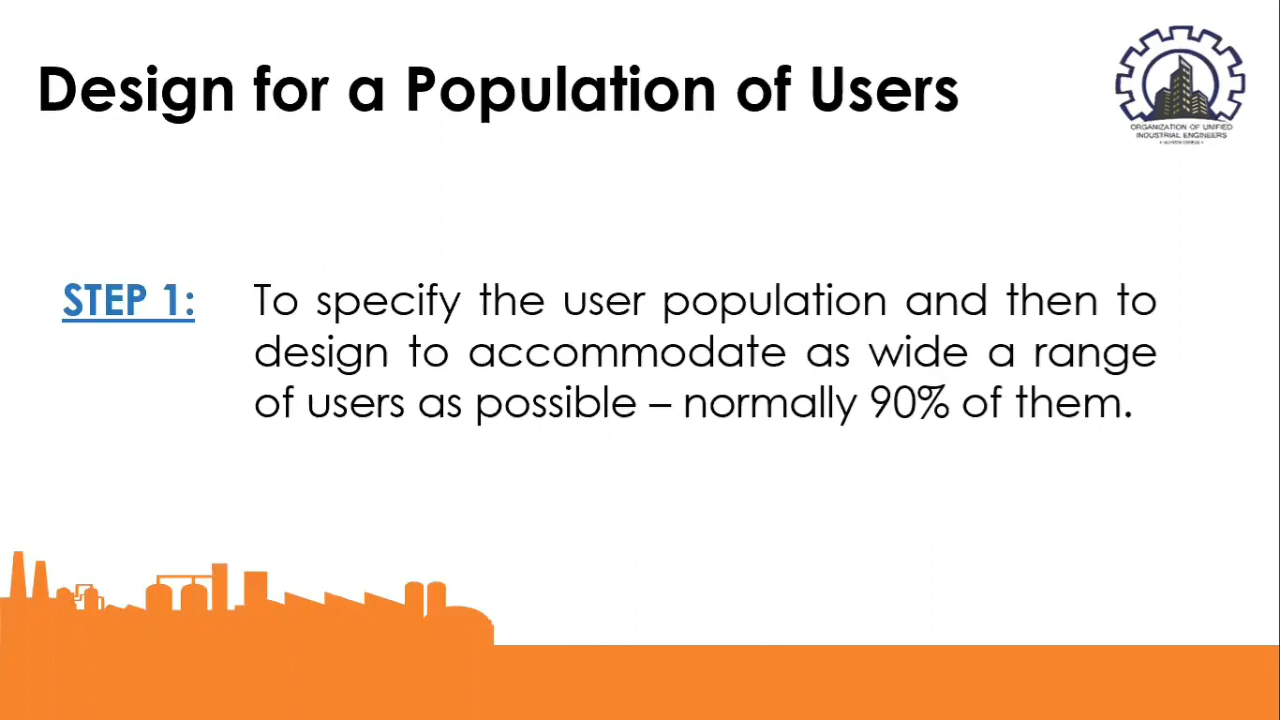 Design for a Population of Users
ORGANIZATION OF UNIFIED
INDUSTRIAL ENGINEERS
STEP 1:
To specify the user population and then to
design to accommodate as wide a range
of users as possible – normally 90% of them.